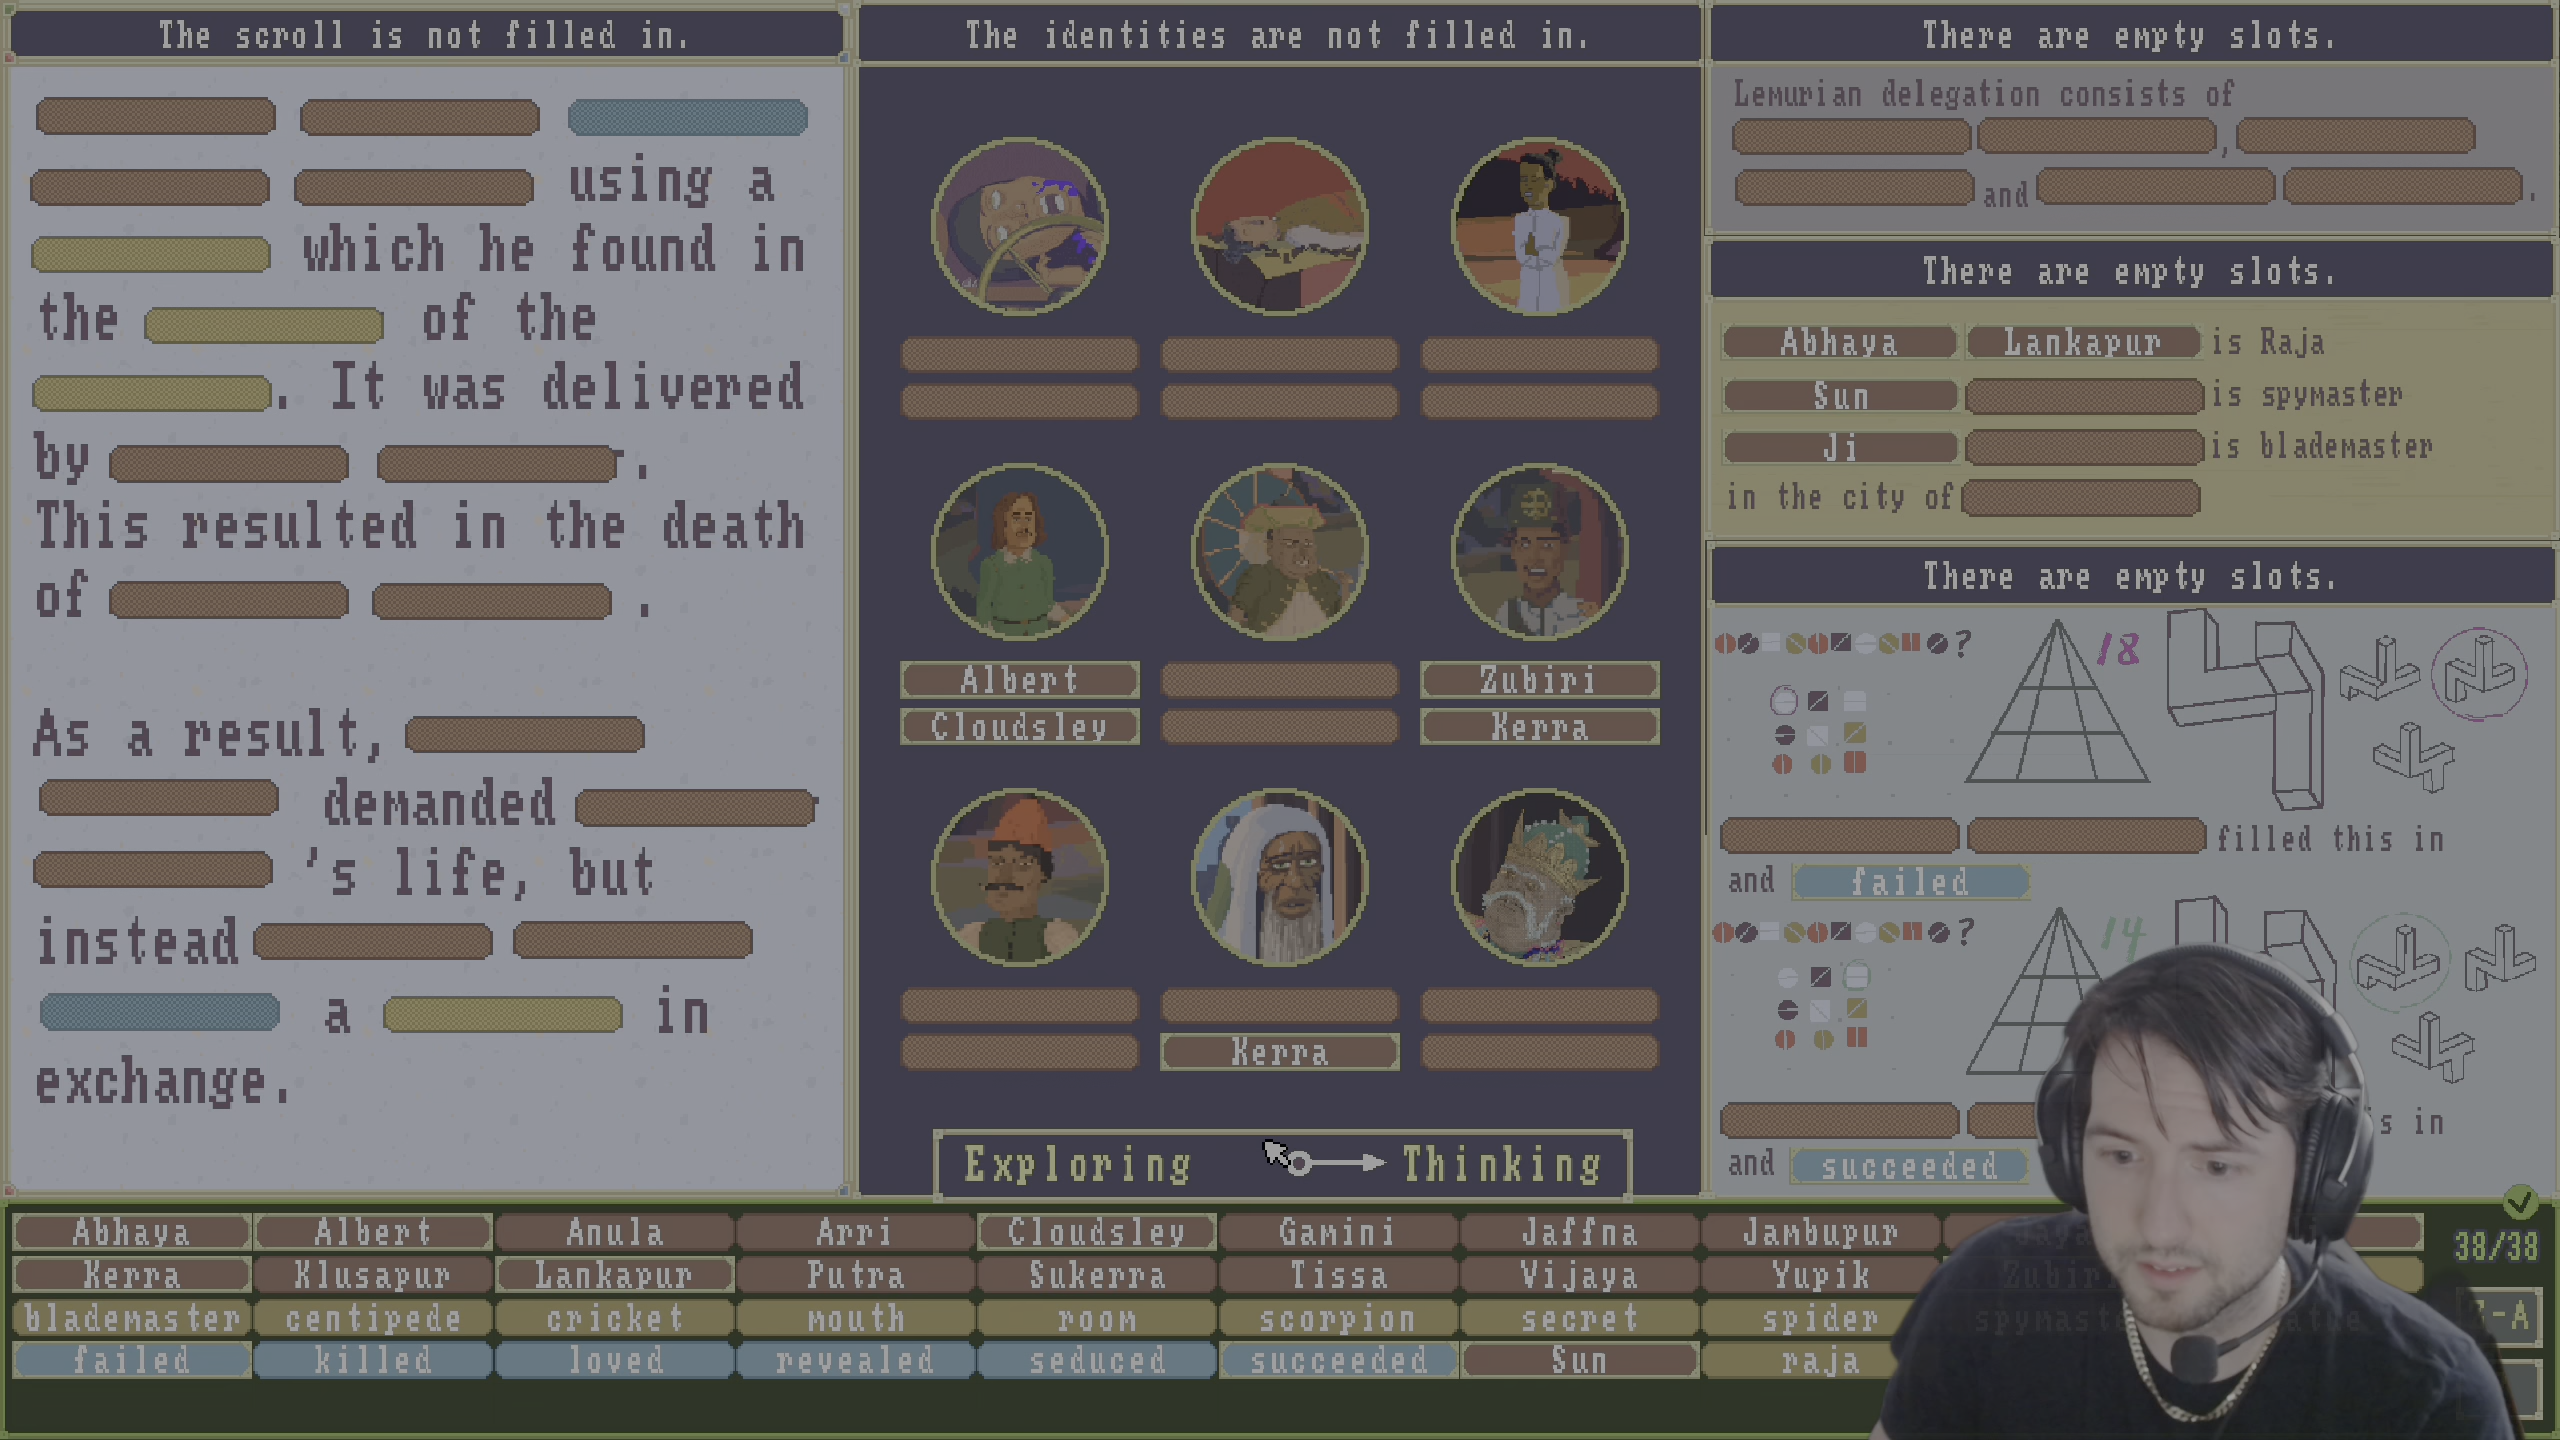 The scroll is not filled in.
using a
which he found in
the of the
. It was delivered
by .
This resulted in the death
of .
As a result,
demanded
's life, but
instead
a in
exchange.
The identities are not filled in.
Albert
Cloudsley
Zubiri
Kerra
Kerra
Exploring Thinking
There are empty slots.
Lemurian delegation consists of
,
and .
There are empty slots.
Abhaya Lankapur is Raja
Sun is spymaster
Ji is blademaster
in the city of
There are empty slots.
? 18
filled this in
and failed
? 14
s in
and succeeded
Abhaya Albert Anula Arri Cloudsley Gamini Jaffna Jambupur
Kerra Klusapur Lankapur Putra Sukerra Tissa Vijaya Yupik
blademaster centipede cricket mouth room scorpion secret spider
failed killed loved revealed seduced succeeded Sun raja
38/38
Z-A